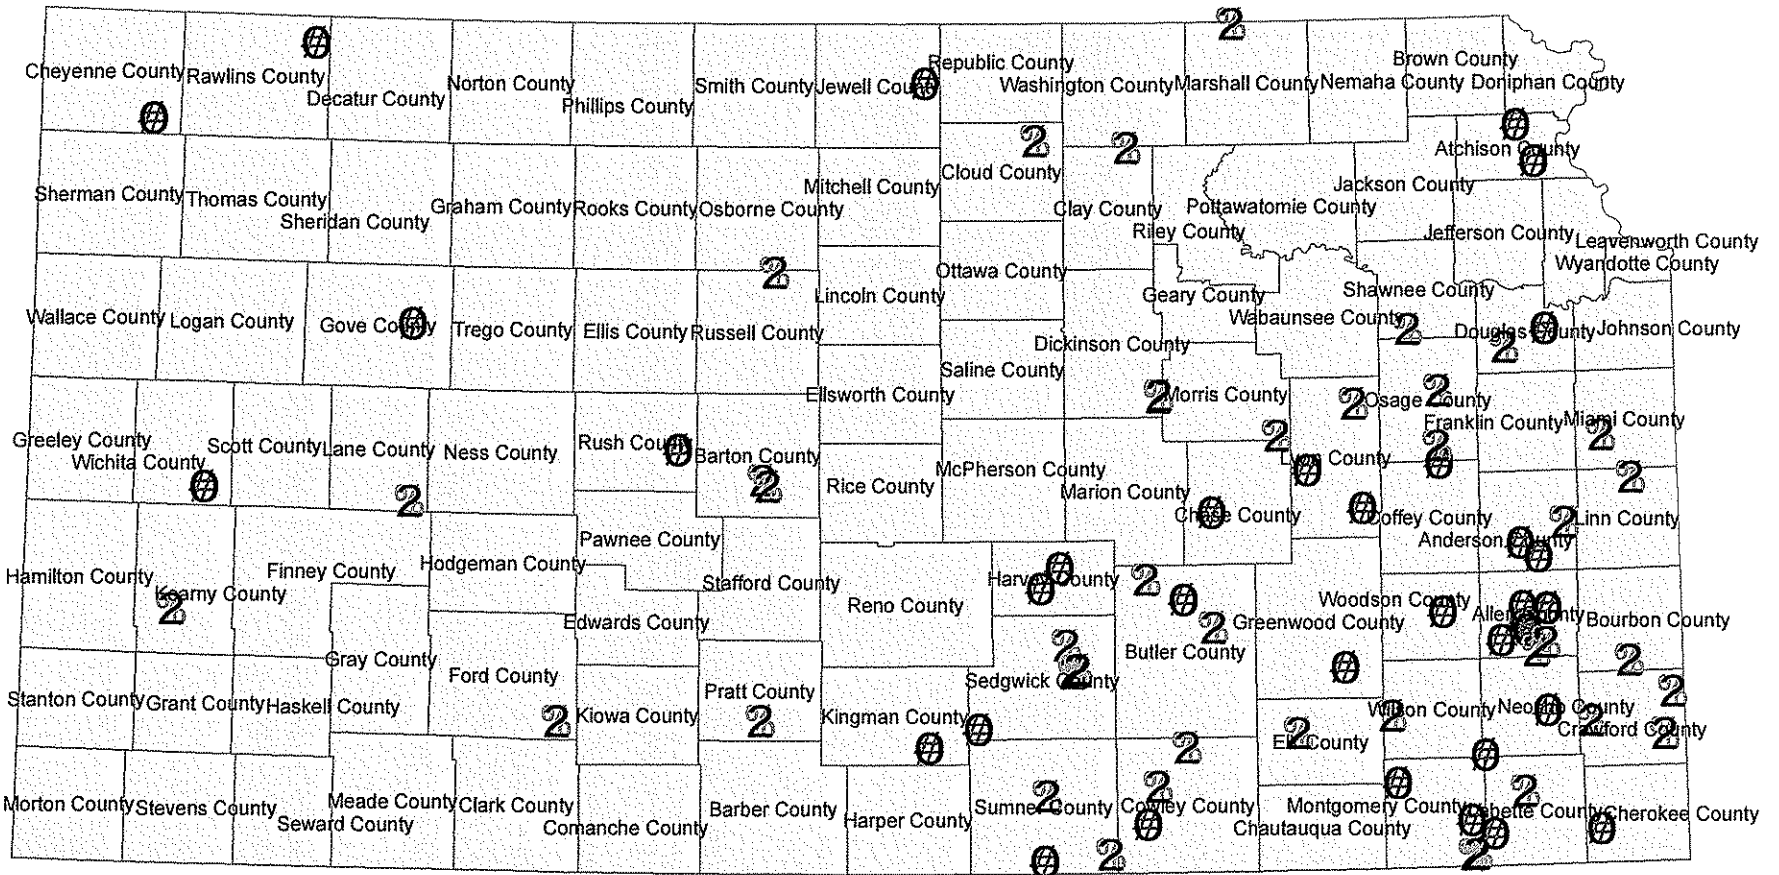 Cheyenne County
Rawlins County
Decatur County
Norton County
Phillips County
Smith County
Jewell County
Republic County
Washington County
Marshall County
Nemaha County
Brown County
Doniphan County
Sherman County
Thomas County
Sheridan County
Graham County
Rooks County
Osborne County
Mitchell County
Cloud County
Clay County
Riley County
Pottawatomie County
Jackson County
Atchison County
Jefferson County
Leavenworth County
Wyandotte County
Wallace County
Logan County
Gove County
Trego County
Ellis County
Russell County
Lincoln County
Ottawa County
Dickinson County
Geary County
Wabaunsee County
Shawnee County
Douglas County
Johnson County
Greeley County
Wichita County
Scott County
Lane County
Ness County
Rush County
Barton County
Ellsworth County
Saline County
Rice County
McPherson County
Marion County
Morris County
Chase County
Lyon County
Osage County
Franklin County
Miami County
Coffey County
Anderson County
Linn County
Hamilton County
Kearny County
Finney County
Hodgeman County
Pawnee County
Stafford County
Edwards County
Reno County
Harvey County
Butler County
Greenwood County
Woodson County
Allen County
Bourbon County
Stanton County
Grant County
Haskell County
Gray County
Ford County
Kiowa County
Pratt County
Kingman County
Sedgwick County
Elk County
Wilson County
Neosho County
Crawford County
Morton County
Stevens County
Seward County
Meade County
Clark County
Comanche County
Barber County
Harper County
Sumner County
Cowley County
Chautauqua County
Montgomery County
Labette County
Cherokee County